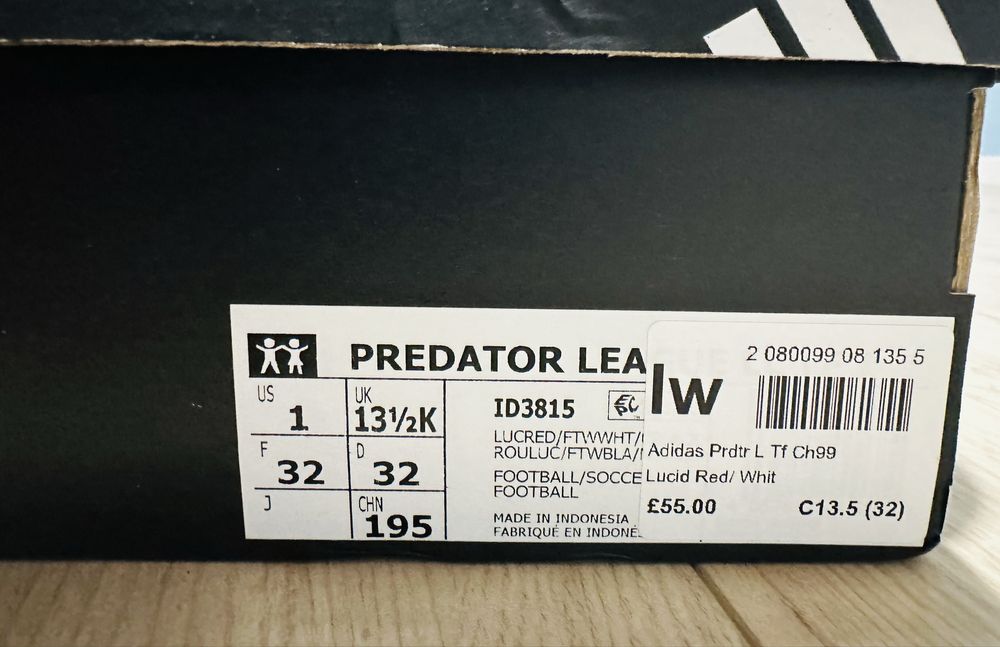 PREDATOR LEA
US 1
UK 13½K
F 32
D 32
J
CHN 195
ID3815
LUCRED/FTWWHT/
ROULUC/FTWBLA/
FOOTBALL/SOCCE
FOOTBALL
MADE IN INDONESIA
FABRIQUÉ EN INDONÉ
2 080099 08 135 5
lw
Adidas Prdtr L Tf Ch99
Lucid Red/ Whit
£55.00
C13.5 (32)